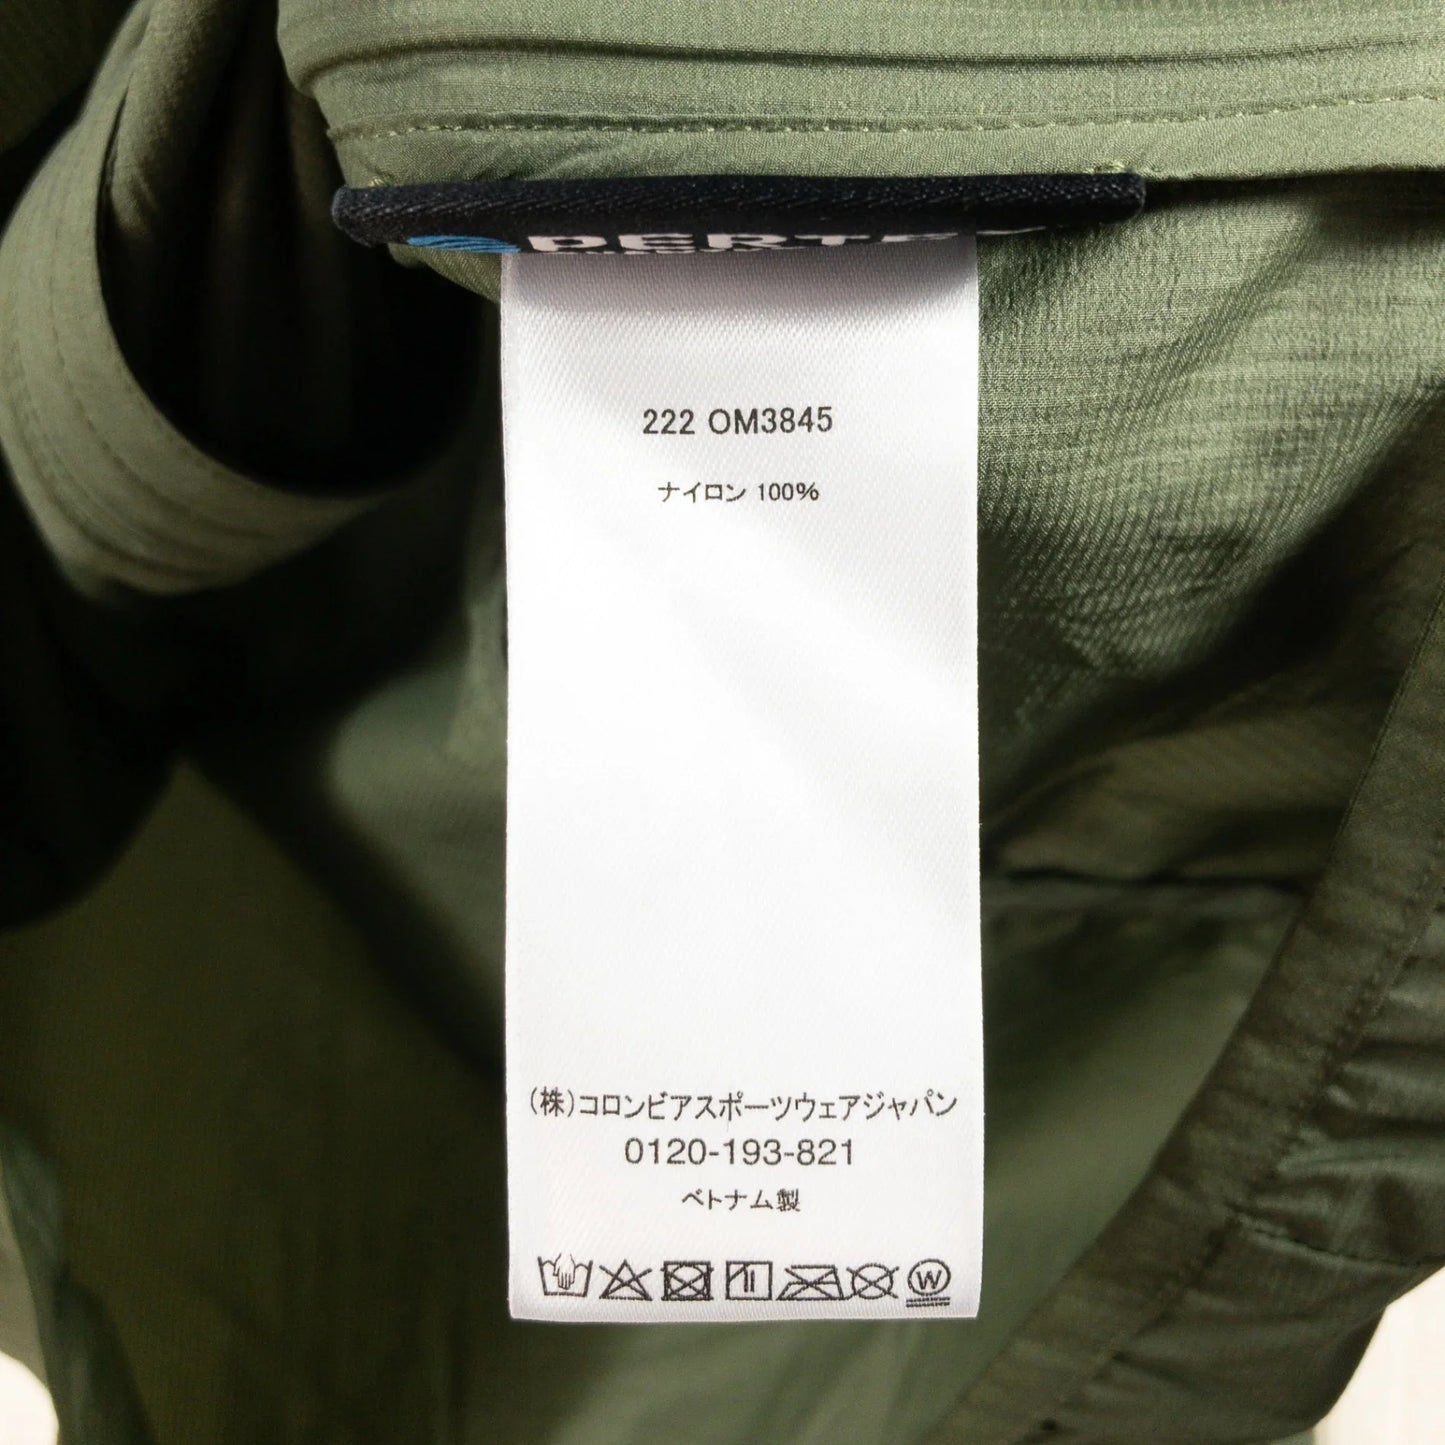 222 OM3845
ナイロン 100%
(株)コロンビアスポーツウェアジャパン
0120-193-821
ベトナム製
W